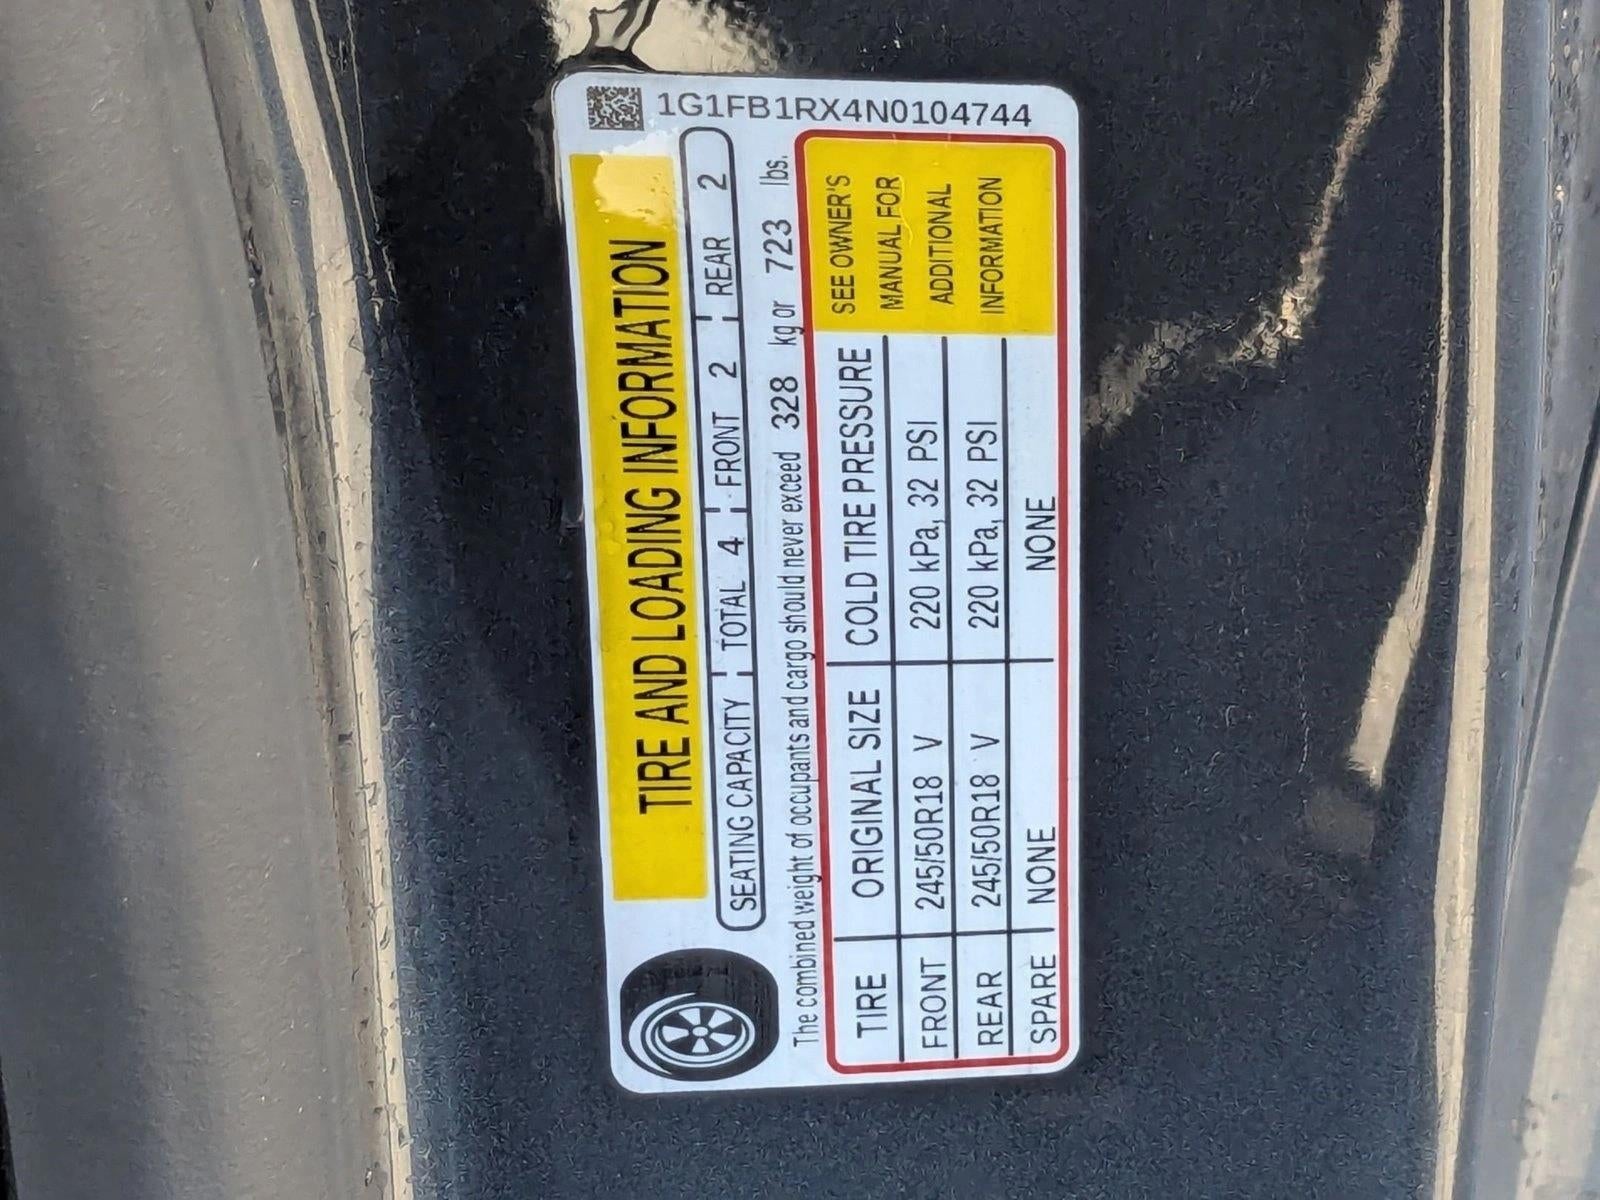 1G1FB1RX4N0104744
TIRE AND LOADING INFORMATION
SEATING CAPACITY TOTAL 4 FRONT 2 REAR 2
The combined weight of occupants and cargo should never exceed 328 kg or 723 lbs.
TIRE ORIGINAL SIZE COLD TIRE PRESSURE
FRONT 245/50R18 V 220 kPa, 32 PSI
REAR 245/50R18 V 220 kPa, 32 PSI
SPARE NONE NONE
SEE OWNER'S
MANUAL FOR
ADDITIONAL
INFORMATION